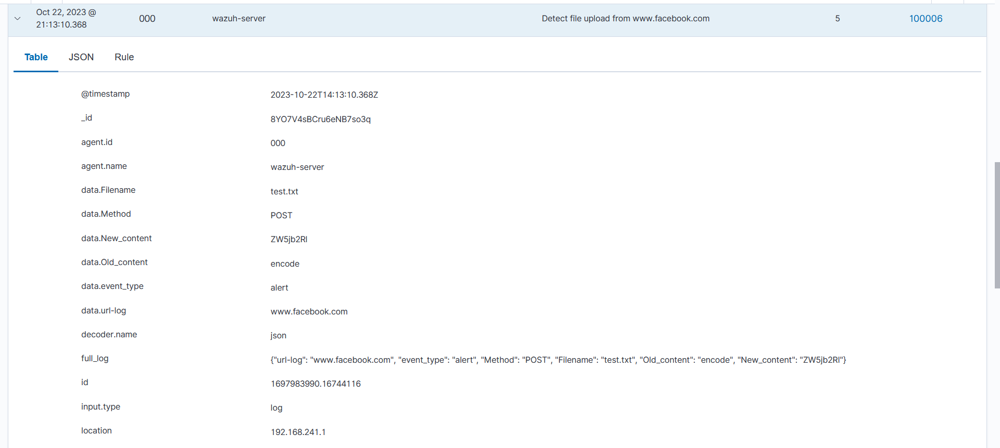 Oct 22, 2023 @
21:13:10.368
000
wazuh-server
Detect file upload from www.facebook.com
5
100006
Table JSON Rule
@timestamp 2023-10-22T14:13:10.368Z
_id 8YO7V4sBCru6eNB7so3q
agent.id 000
agent.name wazuh-server
data.Filename test.txt
data.Method POST
data.New_content ZW5jb2Rl
data.Old_content encode
data.event_type alert
data.url-log www.facebook.com
decoder.name json
full_log {"url-log": "www.facebook.com", "event_type": "alert", "Method": "POST", "Filename": "test.txt", "Old_content": "encode", "New_content": "ZW5jb2Rl"}
id 1697983990.16744116
input.type log
location 192.168.241.1